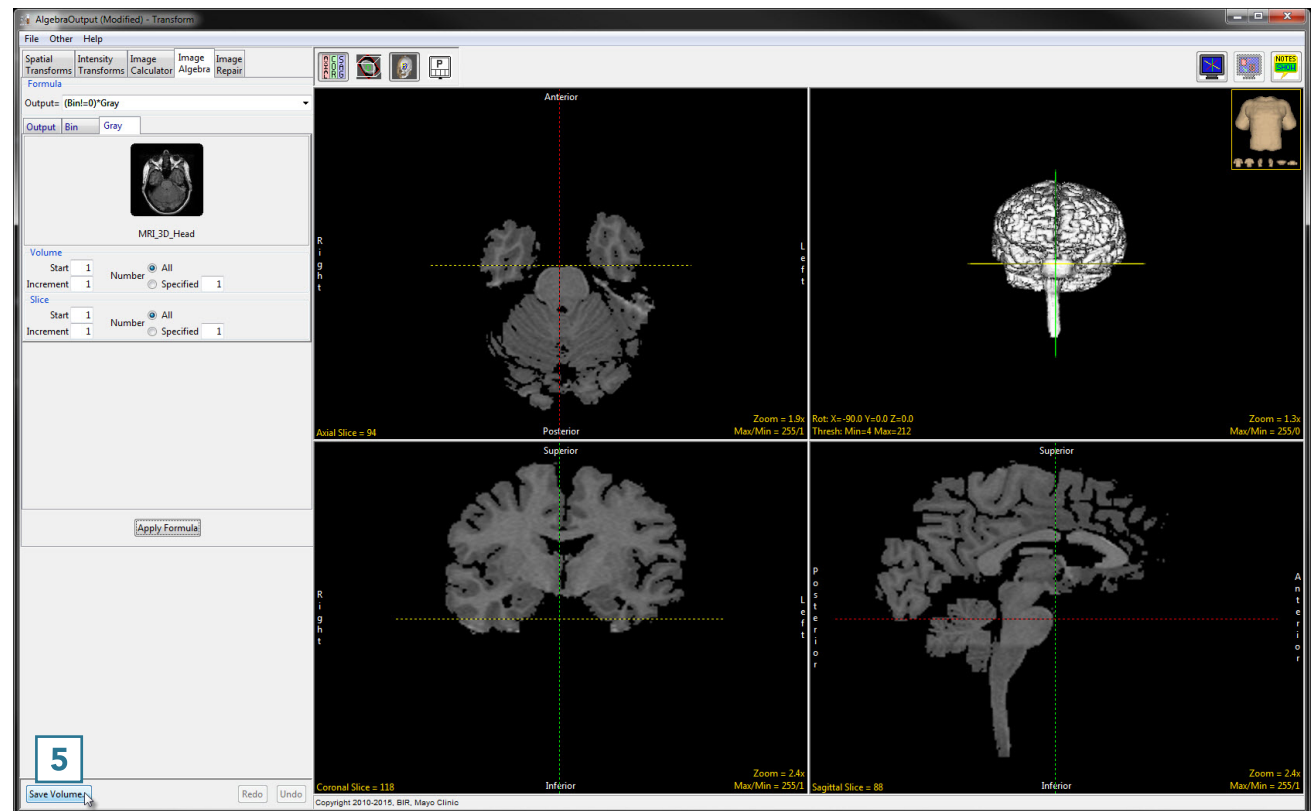 AlgebraOutput (Modified) - Transform
File Other Help
Spatial Transforms
Intensity Transforms
Image Calculator
Image Algebra
Image Repair
Formula
Output= (Bin!=0)*Gray
Output Bin Gray
MRI_3D_Head
Volume
Start 1
Increment 1
Number
All
Specified 1
Slice
Start 1
Increment 1
Number
All
Specified 1
Apply Formula
5
Save Volume...
Redo Undo
P
NOTES
SHOW
Anterior
Right
Left
Axial Slice = 94
Posterior
Zoom = 1.9x
Max/Min = 255/1
Rot: X=-90.0 Y=0.0 Z=0.0
Thresh: Min=4 Max=212
Zoom = 1.3x
Max/Min = 255/0
Superior
Right
Left
Coronal Slice = 118
Inferior
Zoom = 2.4x
Max/Min = 255/1
Superior
Posterior
Anterior
Sagittal Slice = 88
Inferior
Zoom = 2.4x
Max/Min = 255/1
Copyright 2010-2015, BIR, Mayo Clinic